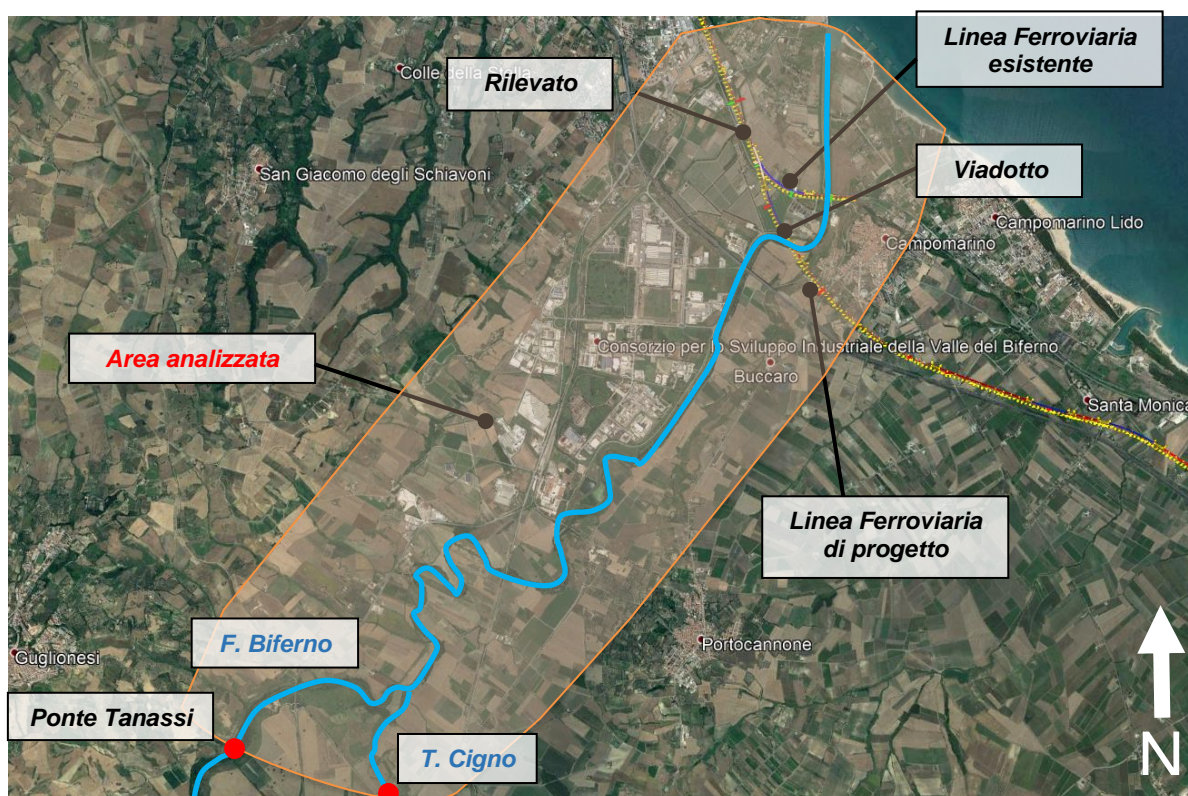 Linea Ferroviaria
esistente
Colle della Stella
Rilevato
San Giacomo degli Schiavoni
Viadotto
Campomarino Lido
Campomarino
Area analizzata
Consorzio per lo Sviluppo Industriale della Valle del Biferno
Buccaro
Santa Monica
Linea Ferroviaria
di progetto
F. Biferno
Portocannone
Guglionesi
Ponte Tanassi
T. Cigno
N